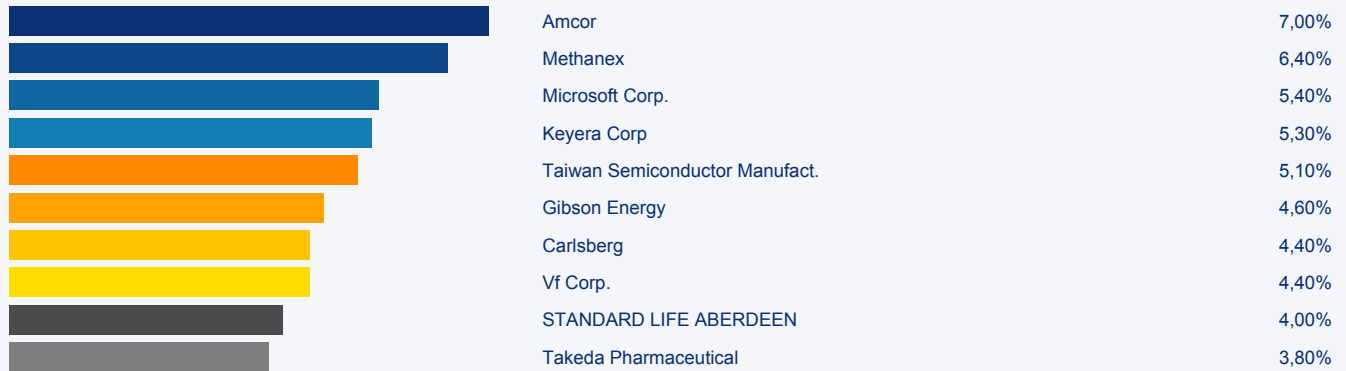 Amcor 7,00%
Methanex 6,40%
Microsoft Corp. 5,40%
Keyera Corp 5,30%
Taiwan Semiconductor Manufact. 5,10%
Gibson Energy 4,60%
Carlsberg 4,40%
Vf Corp. 4,40%
STANDARD LIFE ABERDEEN 4,00%
Takeda Pharmaceutical 3,80%